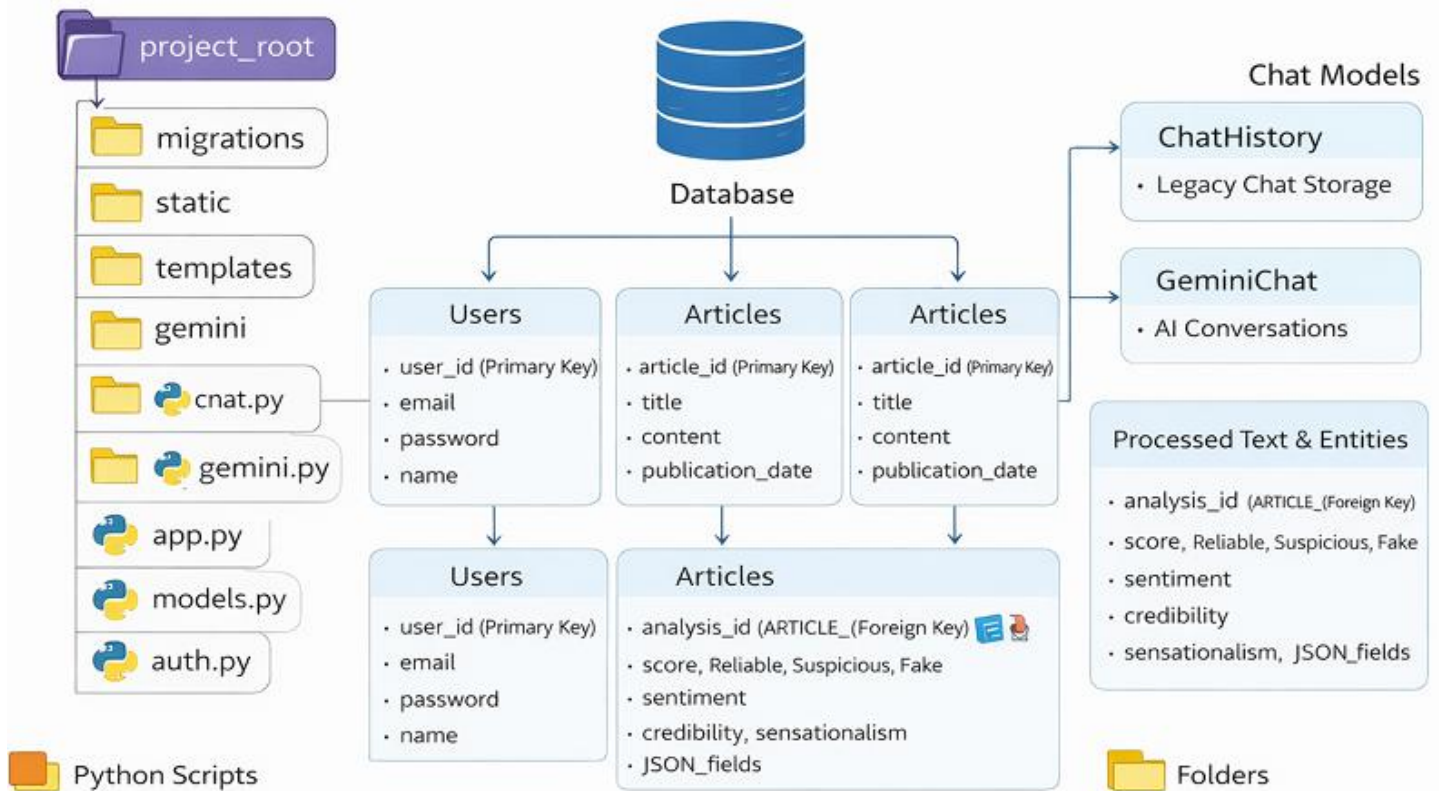 project_root
migrations
static
templates
gemini
cnat.py
gemini.py
app.py
models.py
auth.py
Python Scripts
Database
Users
· user_id (Primary Key)
· email
· password
· name
Articles
· article_id (Primary Key)
· title
· content
· publication_date
Articles
· article_id (Primary Key)
· title
· content
· publication_date
Users
· user_id (Primary Key)
· email
· password
· name
Articles
· analysis_id (ARTICLE_(Foreign Key)
· score, Reliable, Suspicious, Fake
· sentiment
· credibility, sensationalism
· JSON_fields
Chat Models
ChatHistory
· Legacy Chat Storage
GeminiChat
· AI Conversations
Processed Text & Entities
· analysis_id (ARTICLE_(Foreign Key)
· score, Reliable, Suspicious, Fake
· sentiment
· credibility
· sensationalism, JSON_fields
Folders